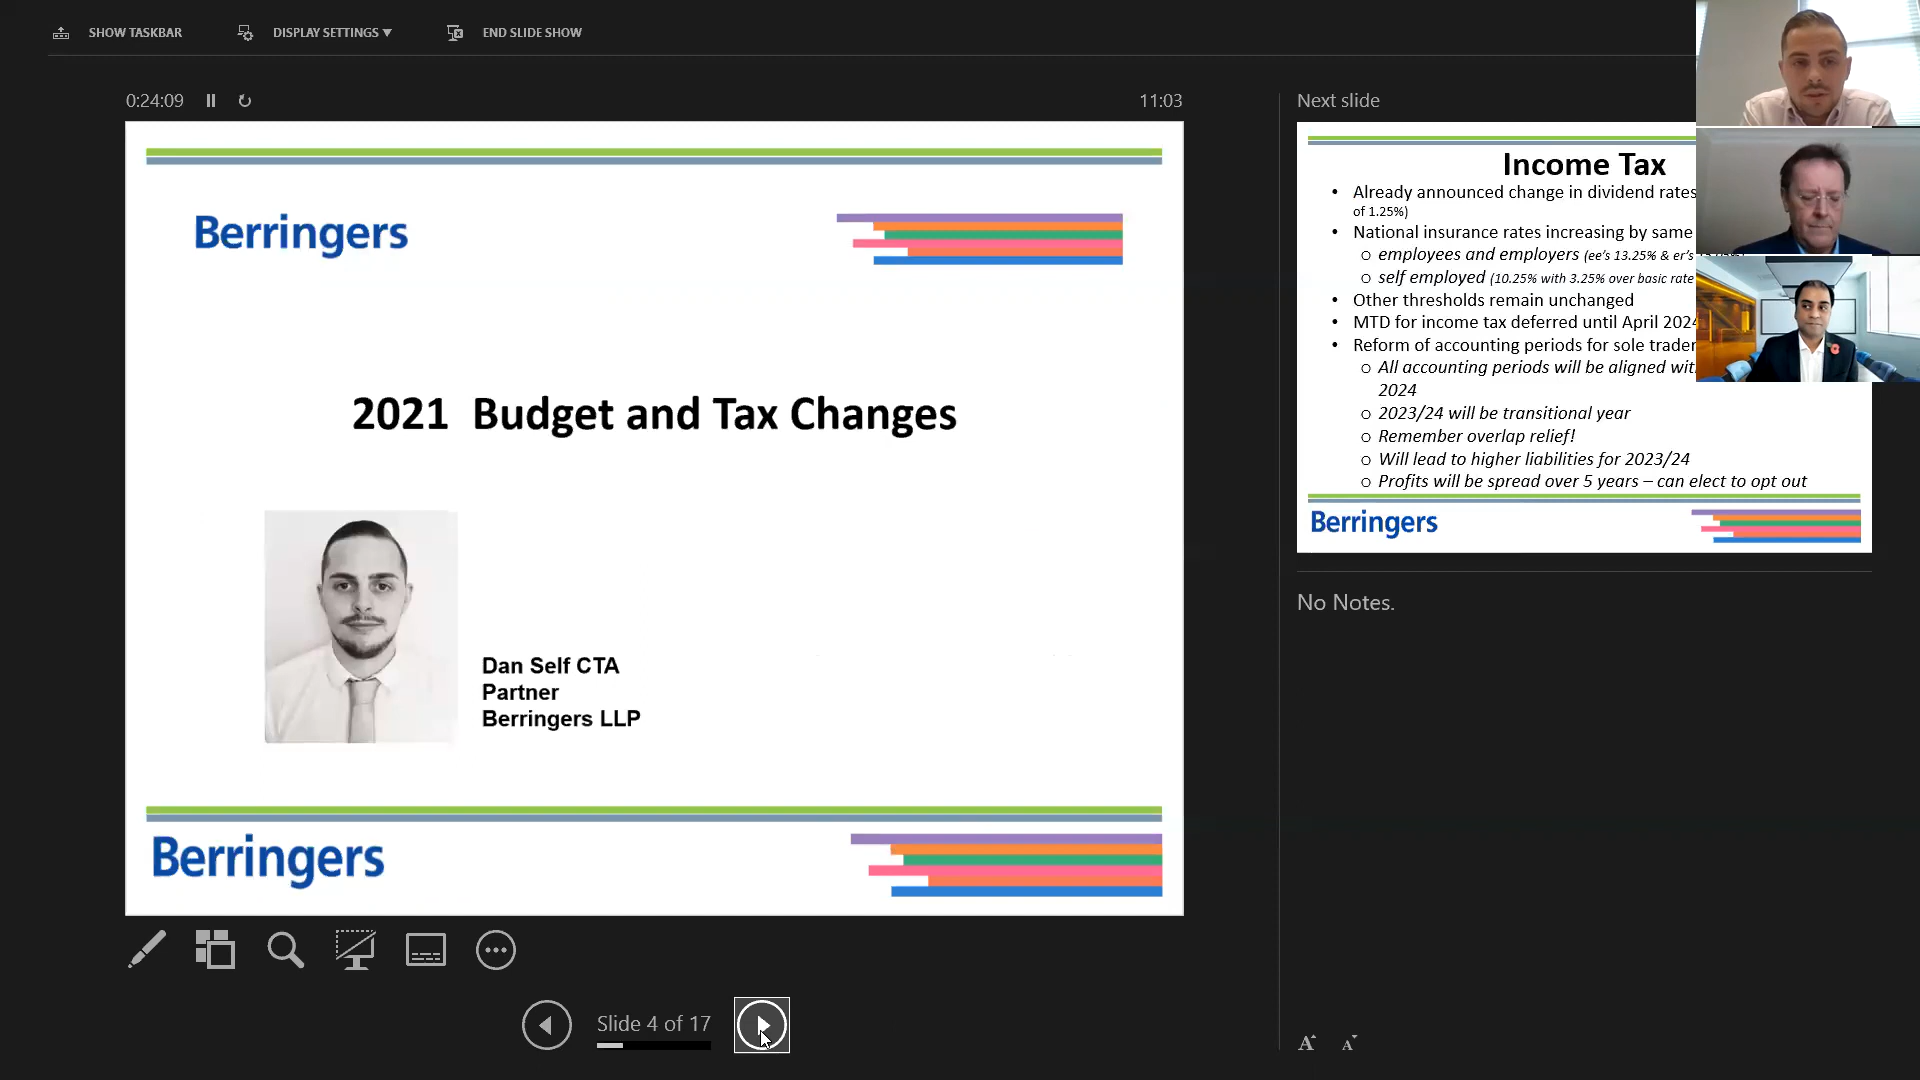 SHOW TASKBAR
DISPLAY SETTINGS ▼
END SLIDE SHOW
0:24:09
11:03
Berringers
2021 Budget and Tax Changes
Dan Self CTA
Partner
Berringers LLP
Berringers
Slide 4 of 17
Next slide
Income Tax
• Already announced change in dividend rates
of 1.25%)
• National insurance rates increasing by same
o employees and employers (ee's 13.25% & er's
o self employed (10.25% with 3.25% over basic rate
• Other thresholds remain unchanged
• MTD for income tax deferred until April 2024
• Reform of accounting periods for sole trader
o All accounting periods will be aligned
2024
o 2023/24 will be transitional year
o Remember overlap relief!
o Will lead to higher liabilities for 2023/24
o Profits will be spread over 5 years – can elect to opt out
Berringers
No Notes.
A A